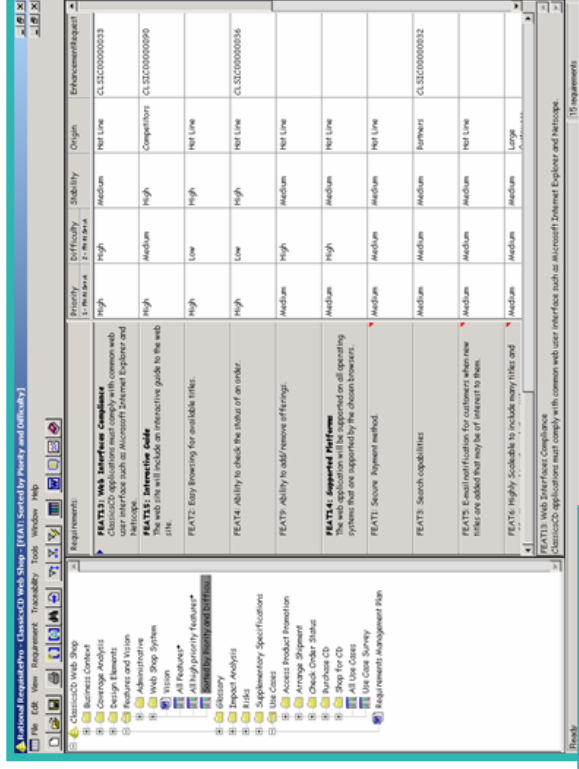 Rational RequisitePro - ClassicsCD Web Shop - [FEAT: Sorted by Piority and Difficulty]
File Edit View Requirement Traceability Tools Window Help
ClassicsCD Web Shop
Business Context
Coverage Analysis
Design Elements
Features and Vision
Administrative
Web Shop System
Vision
All Features*
All high priority features*
Sorted by Priority and Difficu...
Glossary
Impact Analysis
Risks
Supplementary Specifications
Use Cases
Access Product Promotion
Arrange Shipment
Check Order Status
Purchase CD
Shop for CD
All Use Cases
Use Case Survey
Requirements Management Plan
Requirements: Priority Difficulty Stability Origin EnhancementRequest
FEAT13: Web Interfaces Compliance High High Medium Hot Line CLSIC00000033
ClassicsCD applications must comply with common web
user interface such as Microsoft Internet Explorer and
Netscape.
FEAT15: Interactive Guide High Medium High Competitors CLSIC00000090
The web site will include an interactive guide to the web
site.
FEAT2: Easy Browsing for available titles. High Low High Hot Line
FEAT4: Ability to check the status of an order. High Low High Hot Line CLSIC00000036
FEAT9: Ability to add/remove offerings. Medium High Medium Hot Line
FEAT14: Supported Platforms Medium High Medium Hot Line
The web application will be supported on all operating
systems that are supported by the chosen browsers.
FEAT1: Secure Payment method. Medium Medium Medium Hot Line
FEAT3: Search capabilities Medium Medium Medium Partners CLSIC00000032
FEAT5: E-mail notification for customers when new Medium Medium Medium Hot Line
titles are added that may be of interest to them.
FEAT6: Highly Scaleable to include many titles and Medium Medium Medium Large
FEAT13: Web Interfaces Compliance
ClassicsCD applications must comply with common web user interface such as Microsoft Internet Explorer and Netscape.
Ready 15 requirements